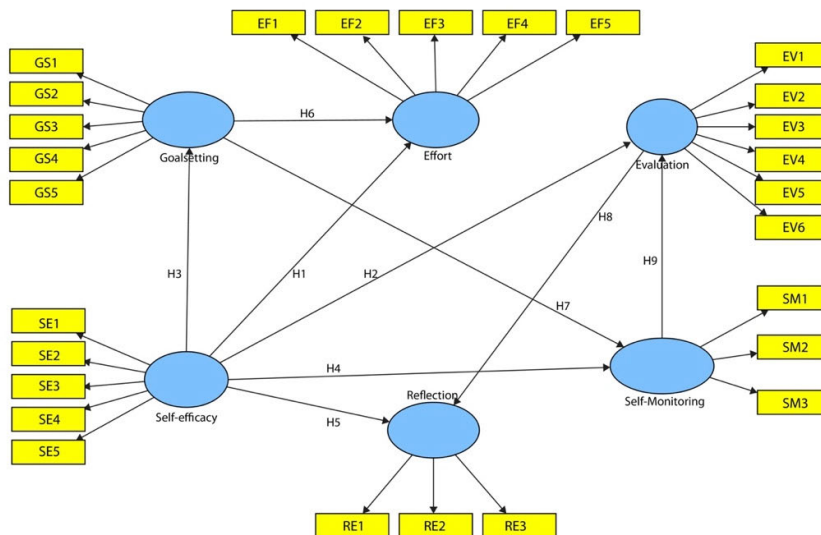 EF1
EF2
EF3
EF4
EF5
GS1
GS2
GS3
GS4
GS5
Goalsetting
H6
Effort
EV1
EV2
EV3
EV4
EV5
EV6
Evaluation
H8
H3
H1
H2
H9
H7
SE1
SE2
SE3
SE4
SE5
Self-efficacy
H4
H5
Reflection
SM1
SM2
SM3
Self-Monitoring
RE1
RE2
RE3